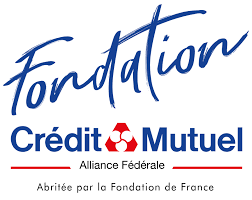 Fondation
Crédit Mutuel
Alliance Fédérale
Abritée par la Fondation de France